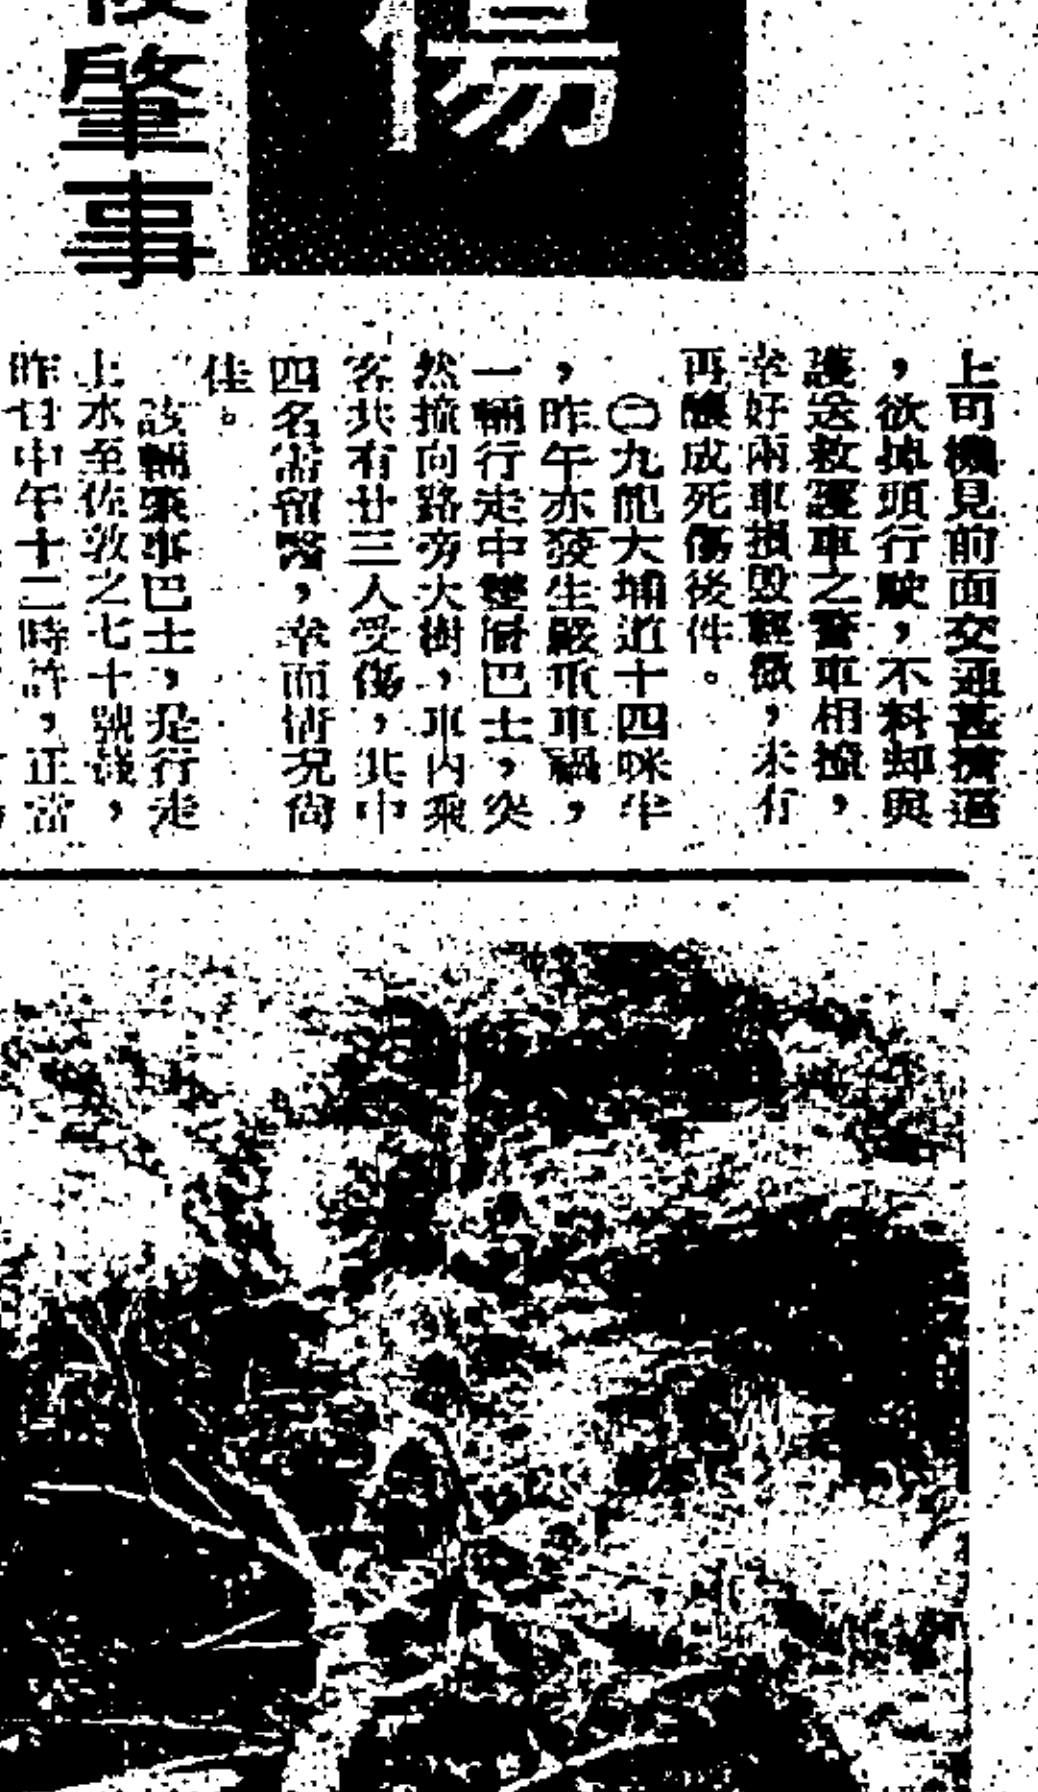 傷
肇事
上司機見前面交通甚擠逼
，欲掉頭行駛，不料却與
護送救護車之警車相撞，
幸好兩車損毀輕微，未有
再釀成死傷後件。
㊁九龍大埔道十四咪半
，昨午亦發生嚴重車禍，
一輛行走中雙層巴士，突
然撞向路旁大樹，車內乘
客共有廿三人受傷，其中
四名需留醫，幸而情況尚
佳。
該輛肇事巴士，是行走
上水至佐敦之七十號綫，
昨日中午十二時許，正當